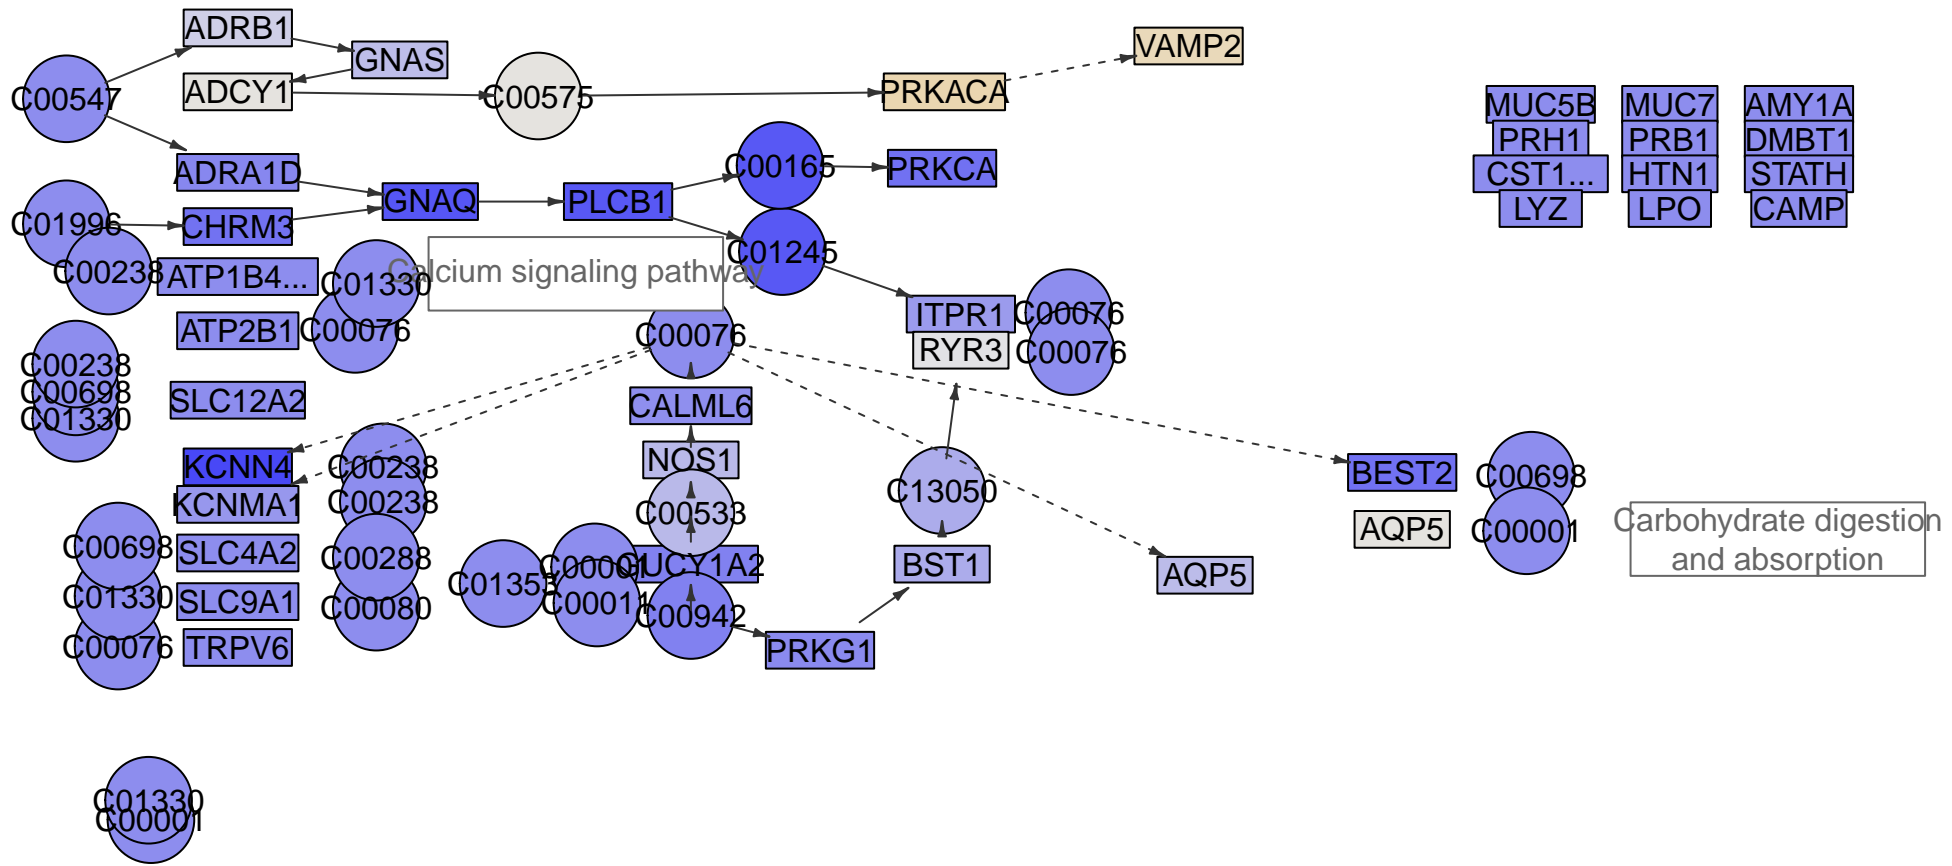 ADRB1
GNAS
VAMP2
C00547
ADCY1
C00575
PRKACA
MUC5B
MUC7
AMY1A
PRH1
PRB1
DMBT1
ADRA1D
C00165
PRKCA
CST1...
HTN1
STATH
GNAQ
PLCB1
LYZ
LPO
CAMP
C01996
CHRM3
C01245
C00238
ATP1B4...
C01330
Calcium signaling pathway
ITPR1
C00076
ATP2B1
C00076
C00076
RYR3
C00076
C00238
C00698
C01330
SLC12A2
CALML6
KCNN4
C00238
NOS1
BEST2
C00698
KCNMA1
C00238
C00533
C13050
AQP5
C00001
Carbohydrate digestion
and absorption
C00698
SLC4A2
C00288
C01353
C00001
GUCY1A2
BST1
AQP5
C01330
SLC9A1
C00080
C00011
C00942
C00076
TRPV6
PRKG1
C01330
C00001